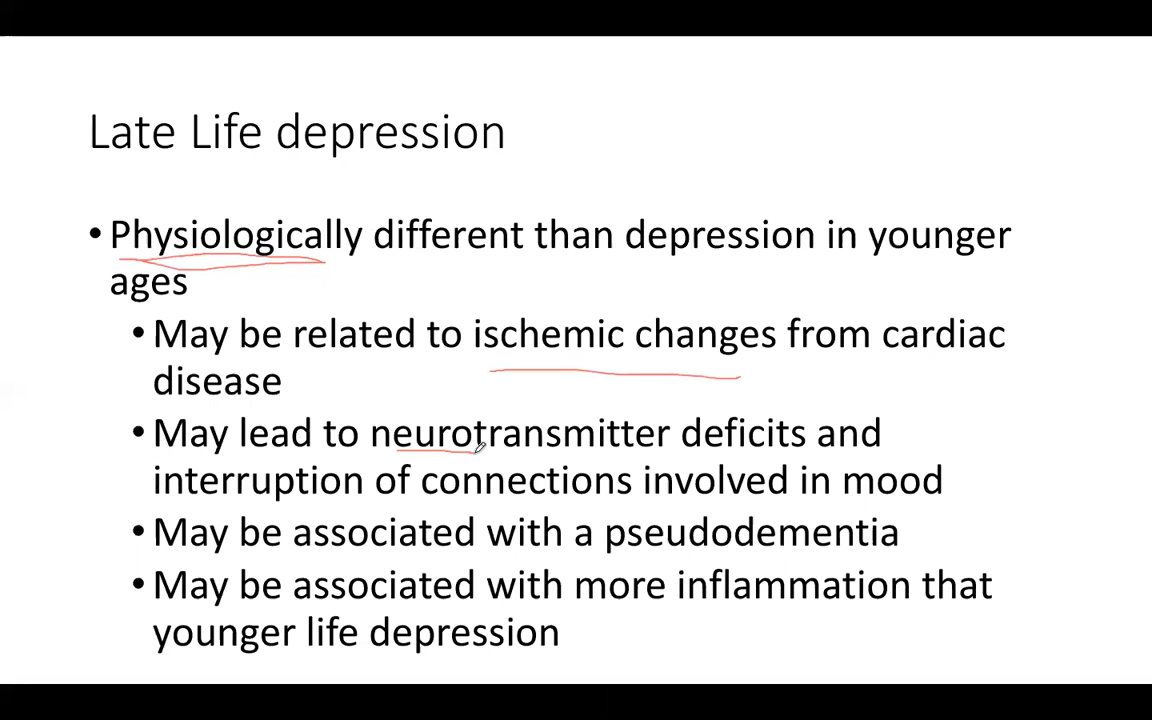 Late Life depression
• Physiologically different than depression in younger
ages
• May be related to ischemic changes from cardiac
disease
• May lead to neurotransmitter deficits and
interruption of connections involved in mood
• May be associated with a pseudodementia
• May be associated with more inflammation that
younger life depression